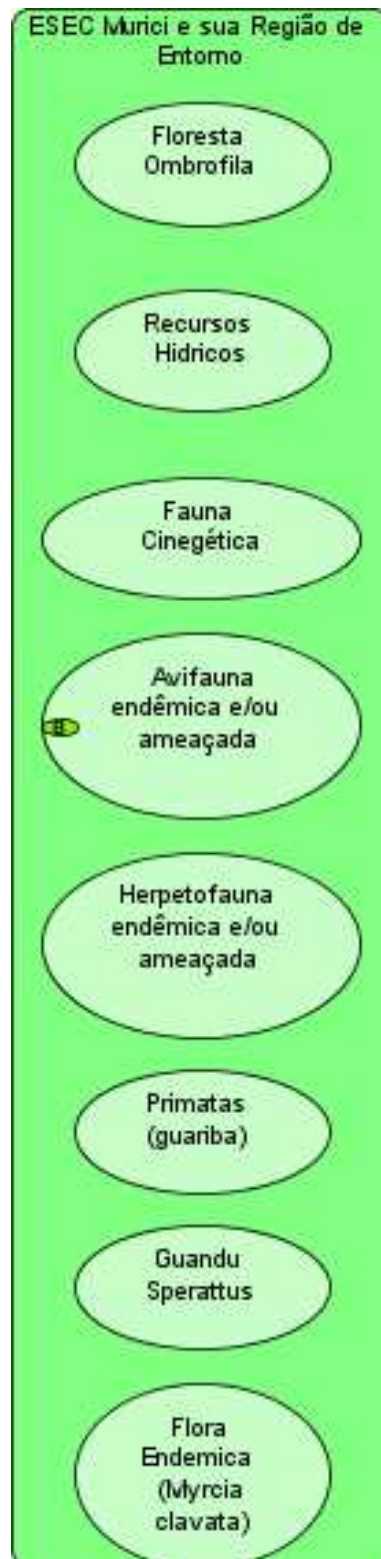 ESEC Murici e sua Região de
Entorno
Floresta
Ombrofila
Recursos
Hidricos
Fauna
Cinegética
Avifauna
endêmica e/ou
ameaçada
Herpetofauna
endêmica e/ou
ameaçada
Primatas
(guariba)
Guandu
Sperattus
Flora
Endemica
(Myrcia
clavata)